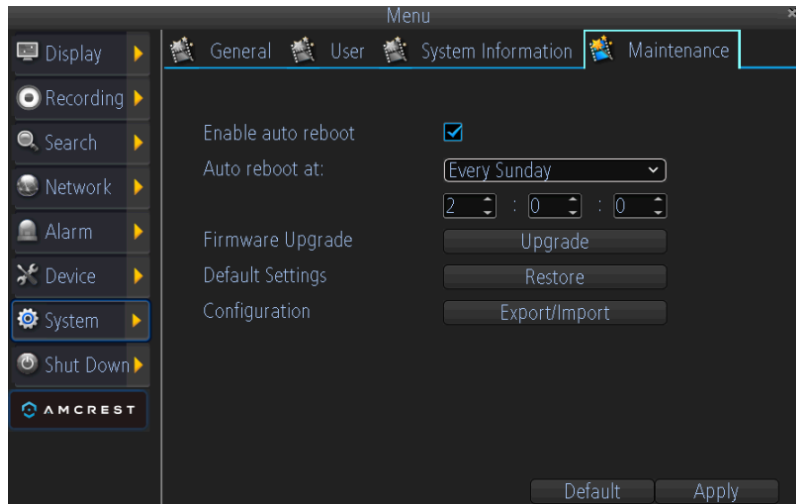 Menu
Display
Recording
Search
Network
Alarm
Device
System
Shut Down
AMCREST
General User System Information Maintenance
Enable auto reboot
Auto reboot at: Every Sunday
2 : 0 : 0
Firmware Upgrade Upgrade
Default Settings Restore
Configuration Export/Import
Default Apply